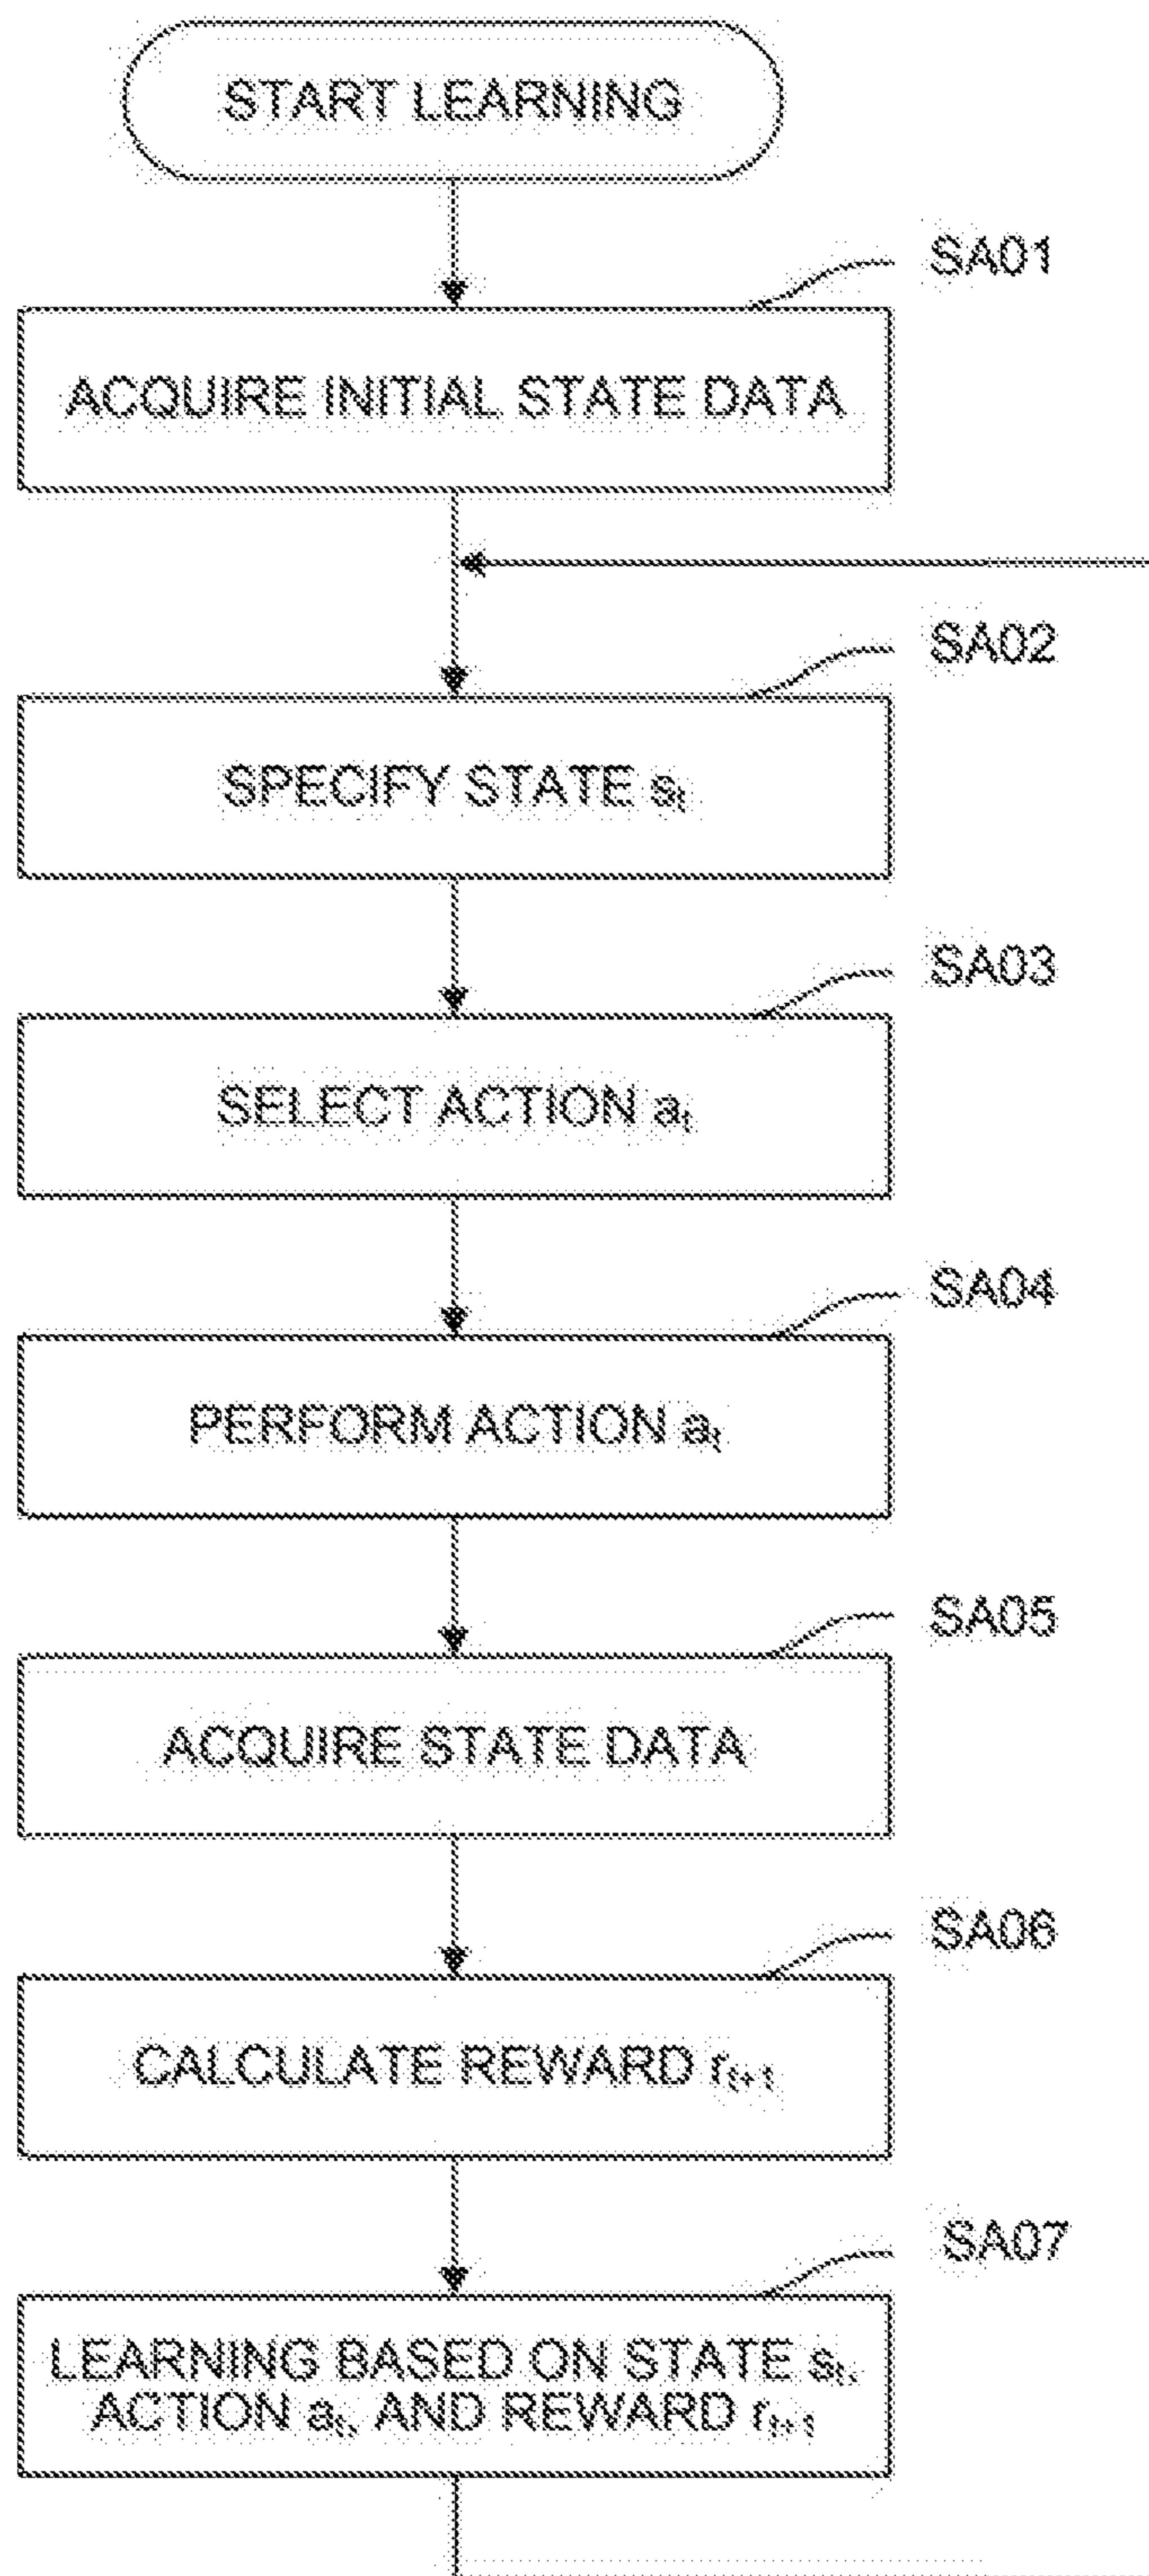 START LEARNING
SA01
ACQUIRE INITIAL STATE DATA
SA02
SPECIFY STATE sₜ
SA03
SELECT ACTION aₜ
SA04
PERFORM ACTION aₜ
SA05
ACQUIRE STATE DATA
SA06
CALCULATE REWARD rₜ₊₁
SA07
LEARNING BASED ON STATE sₜ,
ACTION aₜ, AND REWARD rₜ₊₁